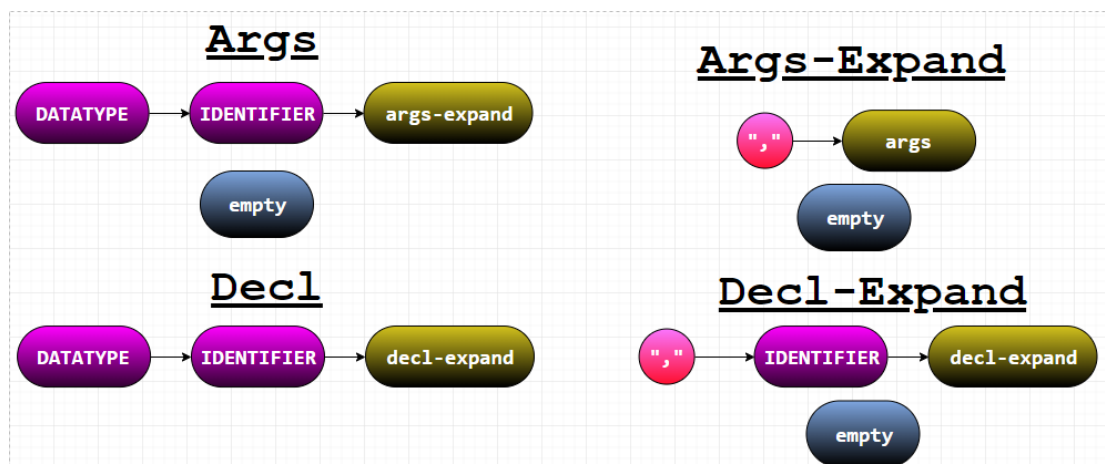 Args
DATATYPE IDENTIFIER args-expand
empty
Args-Expand
"," args
empty
Decl
DATATYPE IDENTIFIER decl-expand
Decl-Expand
"," IDENTIFIER decl-expand
empty